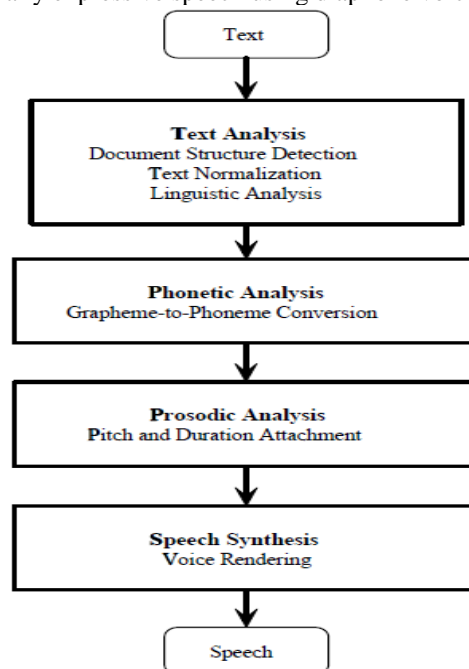 Text
Text Analysis
Document Structure Detection
Text Normalization
Linguistic Analysis
Phonetic Analysis
Grapheme-to-Phoneme Conversion
Prosodic Analysis
Pitch and Duration Attachment
Speech Synthesis
Voice Rendering
Speech